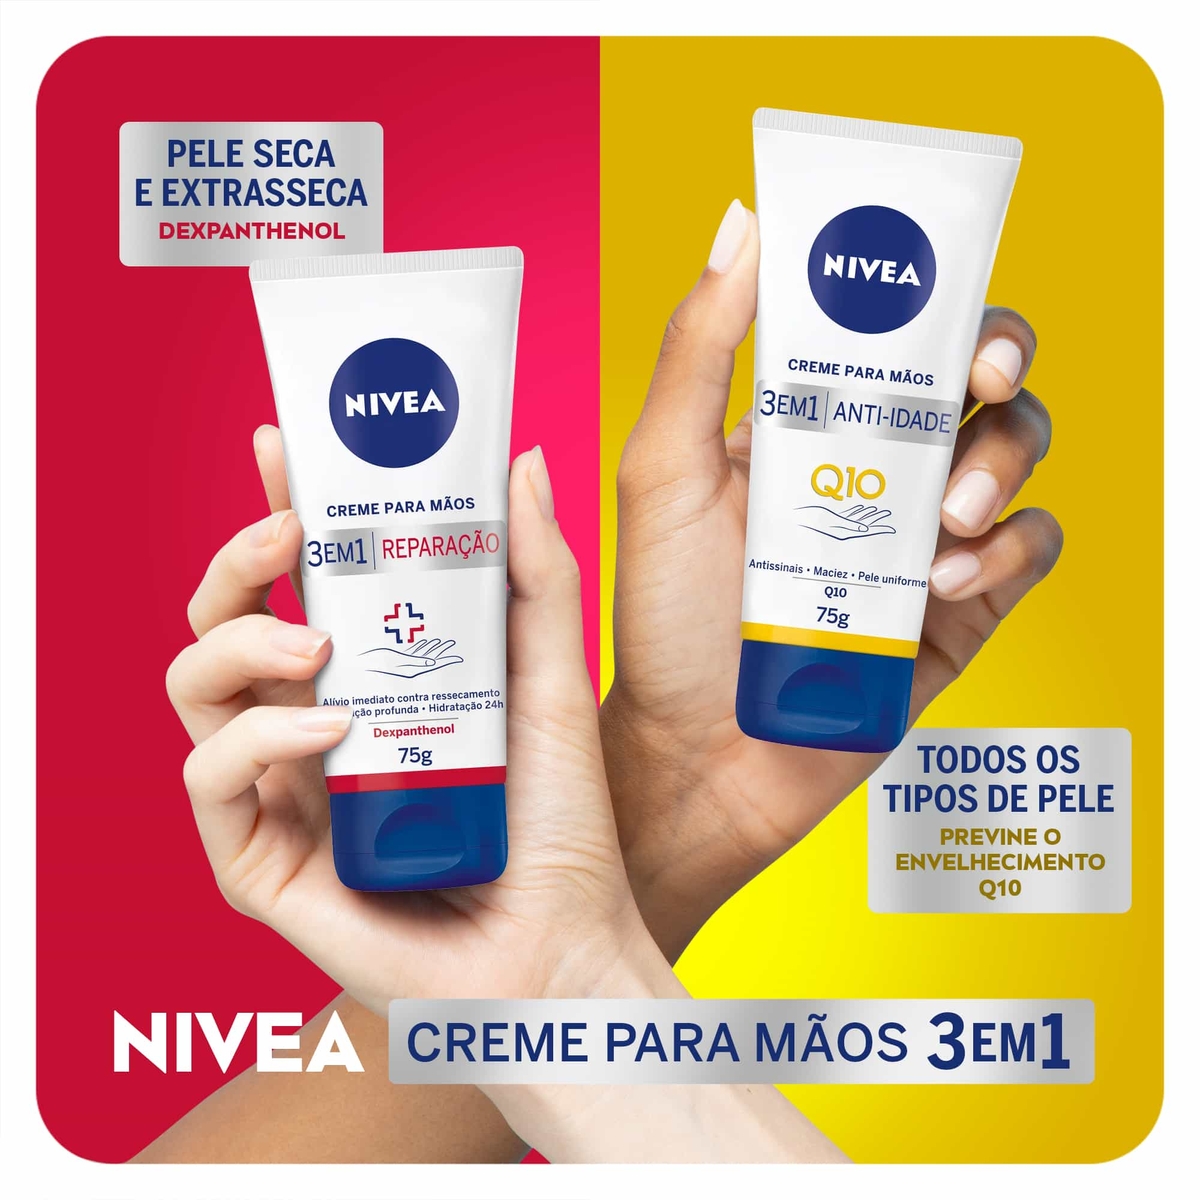 PELE SECA
E EXTRASSECA
DEXPANTHENOL
NIVEA
CREME PARA MÃOS
3EM1 | REPARAÇÃO
Alívio imediato contra ressecamento
profunda • Hidratação 24h
Dexpanthenol
75g
NIVEA
CREME PARA MÃOS
3EM1 | ANTI-IDADE
Q10
Antissinais • Maciez • Pele uniforme
Q10
75g
TODOS OS
TIPOS DE PELE
PREVINE O
ENVELHECIMENTO
Q10
NIVEA CREME PARA MÃOS 3EM1